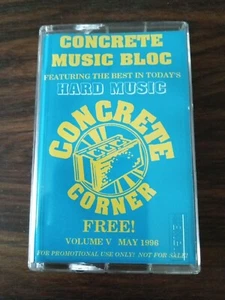 CONCRETE
MUSIC BLOC
FEATURING THE BEST IN TODAY'S
HARD MUSIC
CONCRETE
CORNER
FREE!
VOLUME V MAY 1996
FOR PROMOTIONAL USE ONLY! NOT FOR SALE!